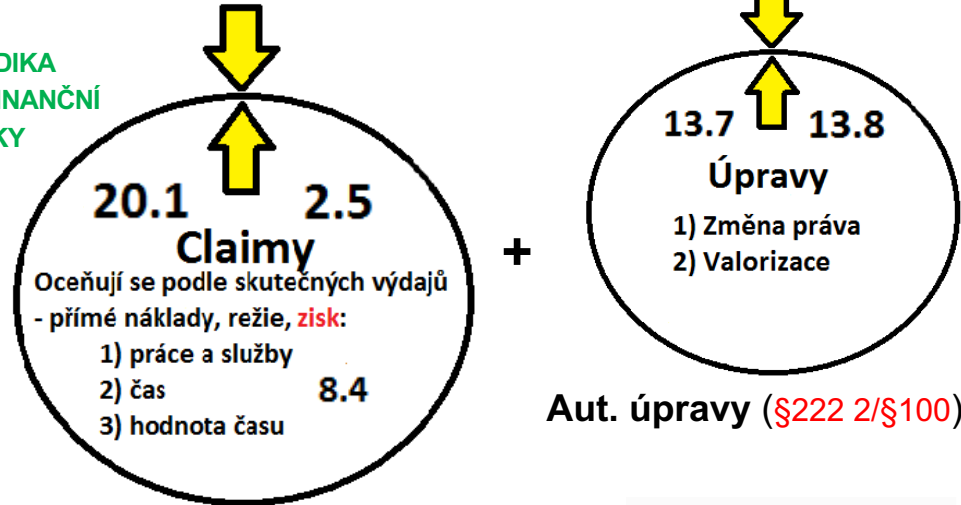 DIKA
INANČNÍ
KY
20.1 2.5
Claimy
Oceňují se podle skutečných výdajů
- přímé náklady, režie, zisk:
1) práce a služby
2) čas 8.4
3) hodnota času
+
13.7 13.8
Úpravy
1) Změna práva
2) Valorizace
Aut. úpravy (§222 2/§100)